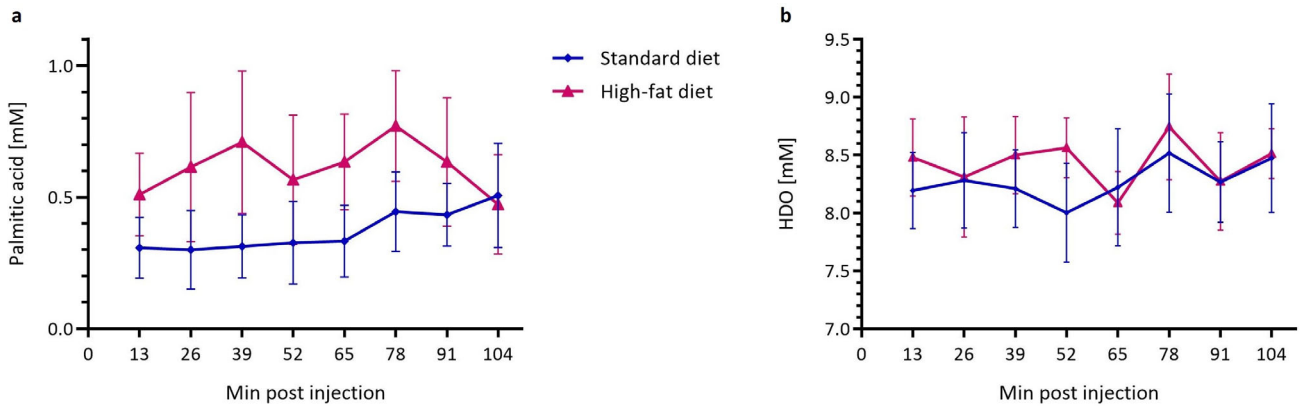 a
Palmitic acid [mM]
1.0
0.5
0.0
0 13 26 39 52 65 78 91 104
Min post injection
Standard diet
High-fat diet
b
HDO [mM]
9.5
9.0
8.5
8.0
7.5
7.0
0 13 26 39 52 65 78 91 104
Min post injection